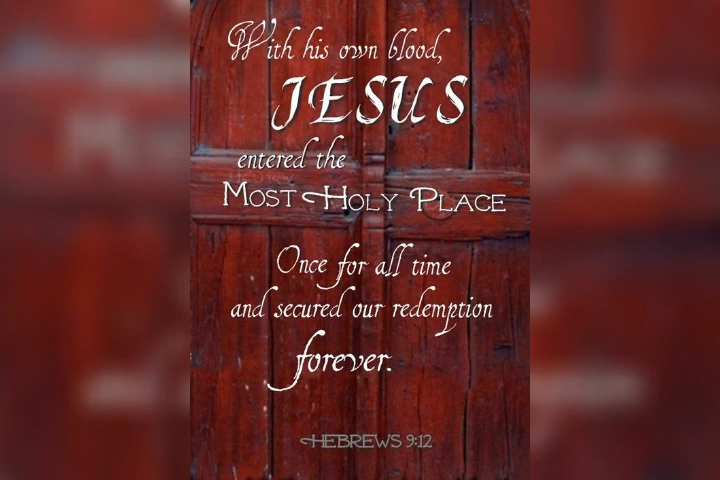 With his own blood,
JESUS
entered the
MOST HOLY PLACE
Once for all time
and secured our redemption
forever.
HEBREWS 9:12